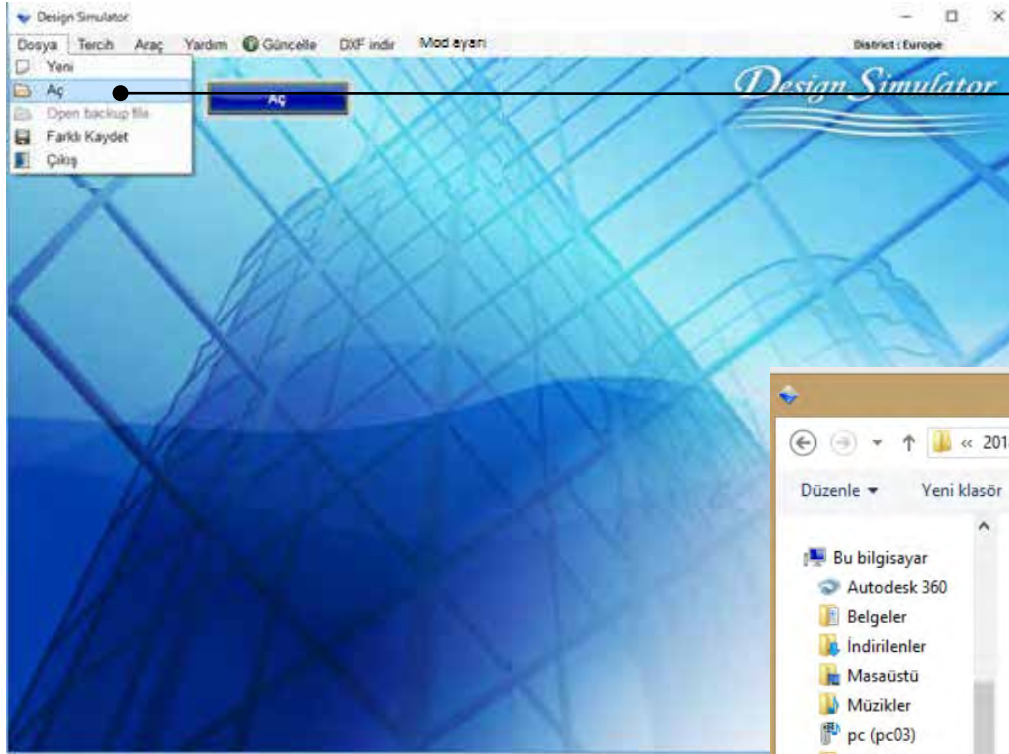 Design Simulator
Dosya Tercih Araç Yardım Güncelle DXF indir Mod ayarı
District : Europe
Yeni
Aç
Open backup file
Farklı Kaydet
Çıkış
Aç
Design Simulator
« 201
Düzenle Yeni klasör
Bu bilgisayar
Autodesk 360
Belgeler
İndirilenler
Masaüstü
Müzikler
pc (pc03)